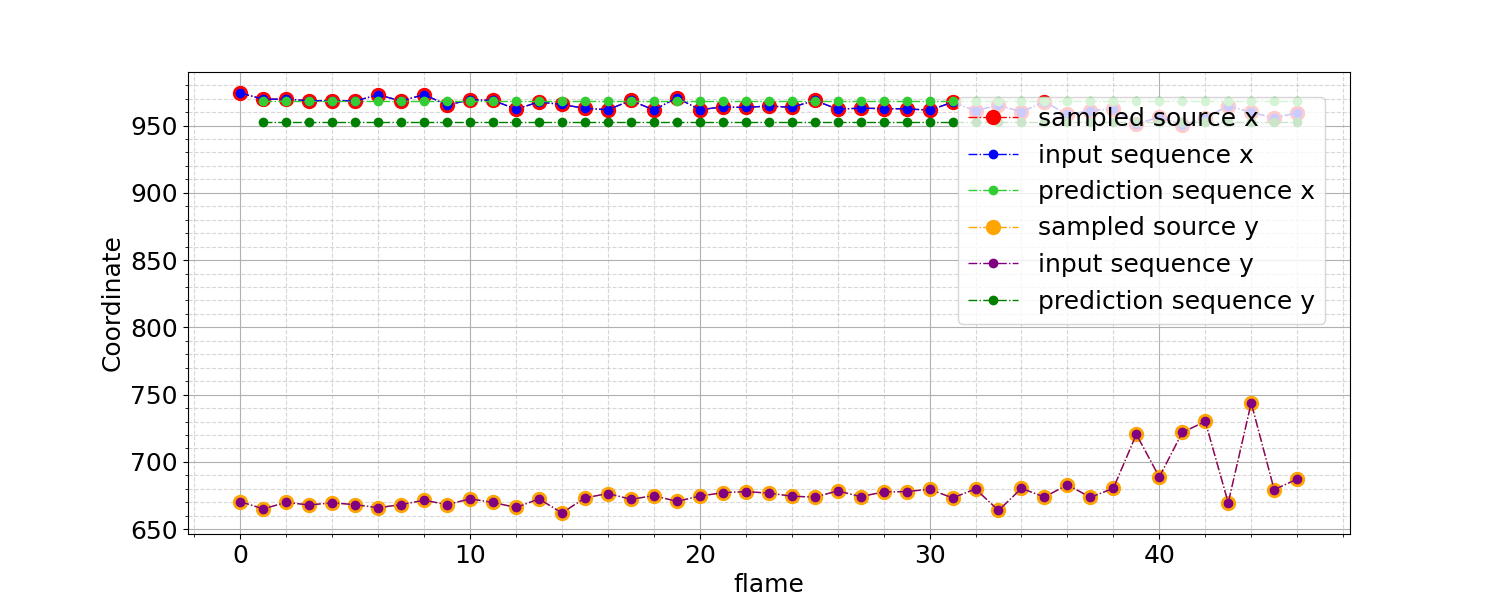 950
900
850
800
750
700
650
Coordinate
0 10 20 30 40
flame
sampled source x
input sequence x
prediction sequence x
sampled source y
input sequence y
prediction sequence y